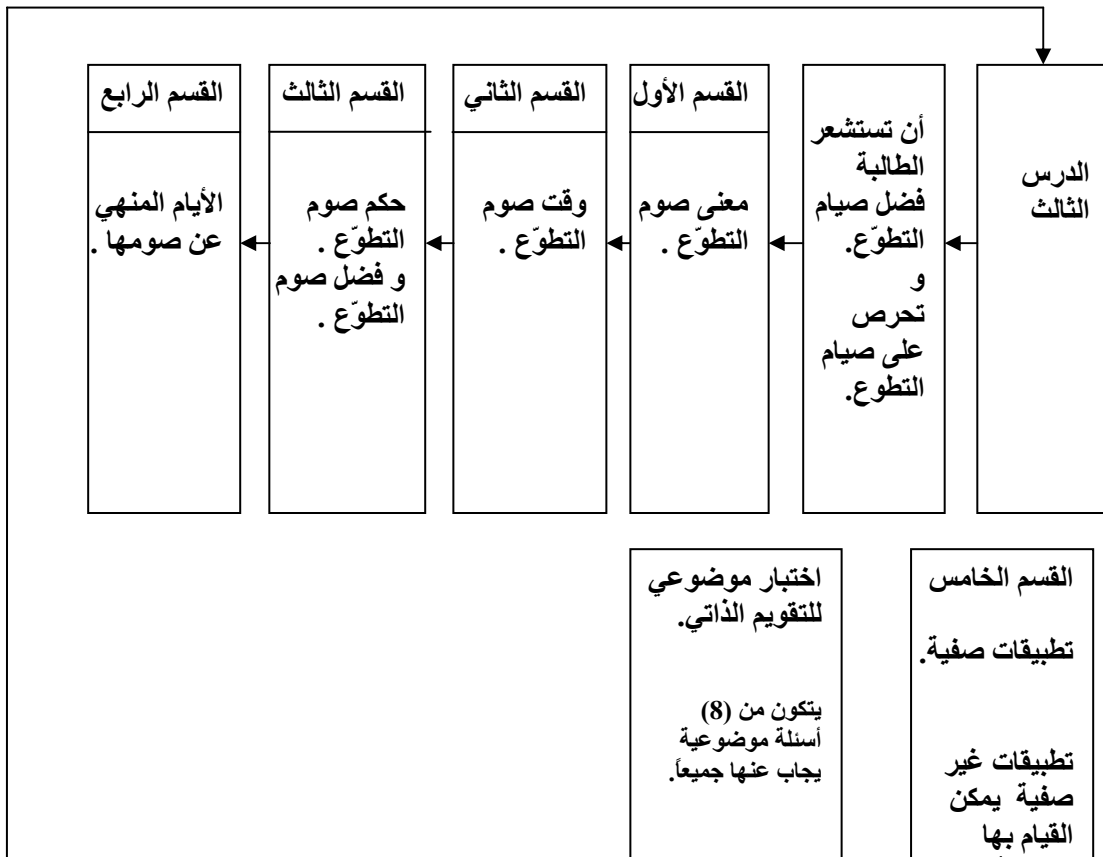 الدرس
الثالث
أن تستشعر
الطالبة
فضل صيام
التطوّع.
و
تحرص
على صيام
التطوع.
القسم الأول
معنى صوم
التطوّع .
القسم الثاني
وقت صوم
التطوّع .
القسم الثالث
حكم صوم
التطوّع .
و فضل صوم
التطوّع .
القسم الرابع
الأيام المنهي
عن صومها .
القسم الخامس
تطبيقات صفية.
تطبيقات غير
صفية يمكن
القيام بها
اختبار موضوعي
للتقويم الذاتي.
يتكون من (8)
أسئلة موضوعية
يجاب عنها جميعاً.